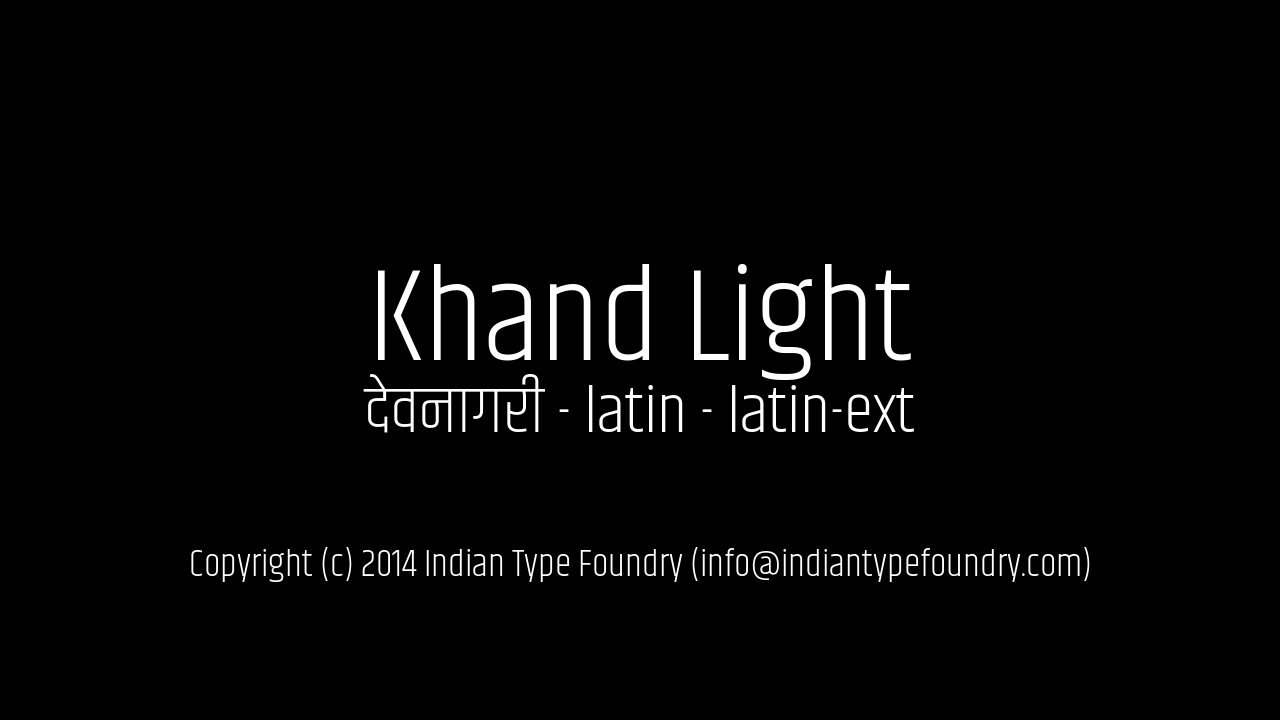 Khand Light
देवनागरी - latin - latin-ext
Copyright (c) 2014 Indian Type Foundry (info@indiantypefoundry.com)